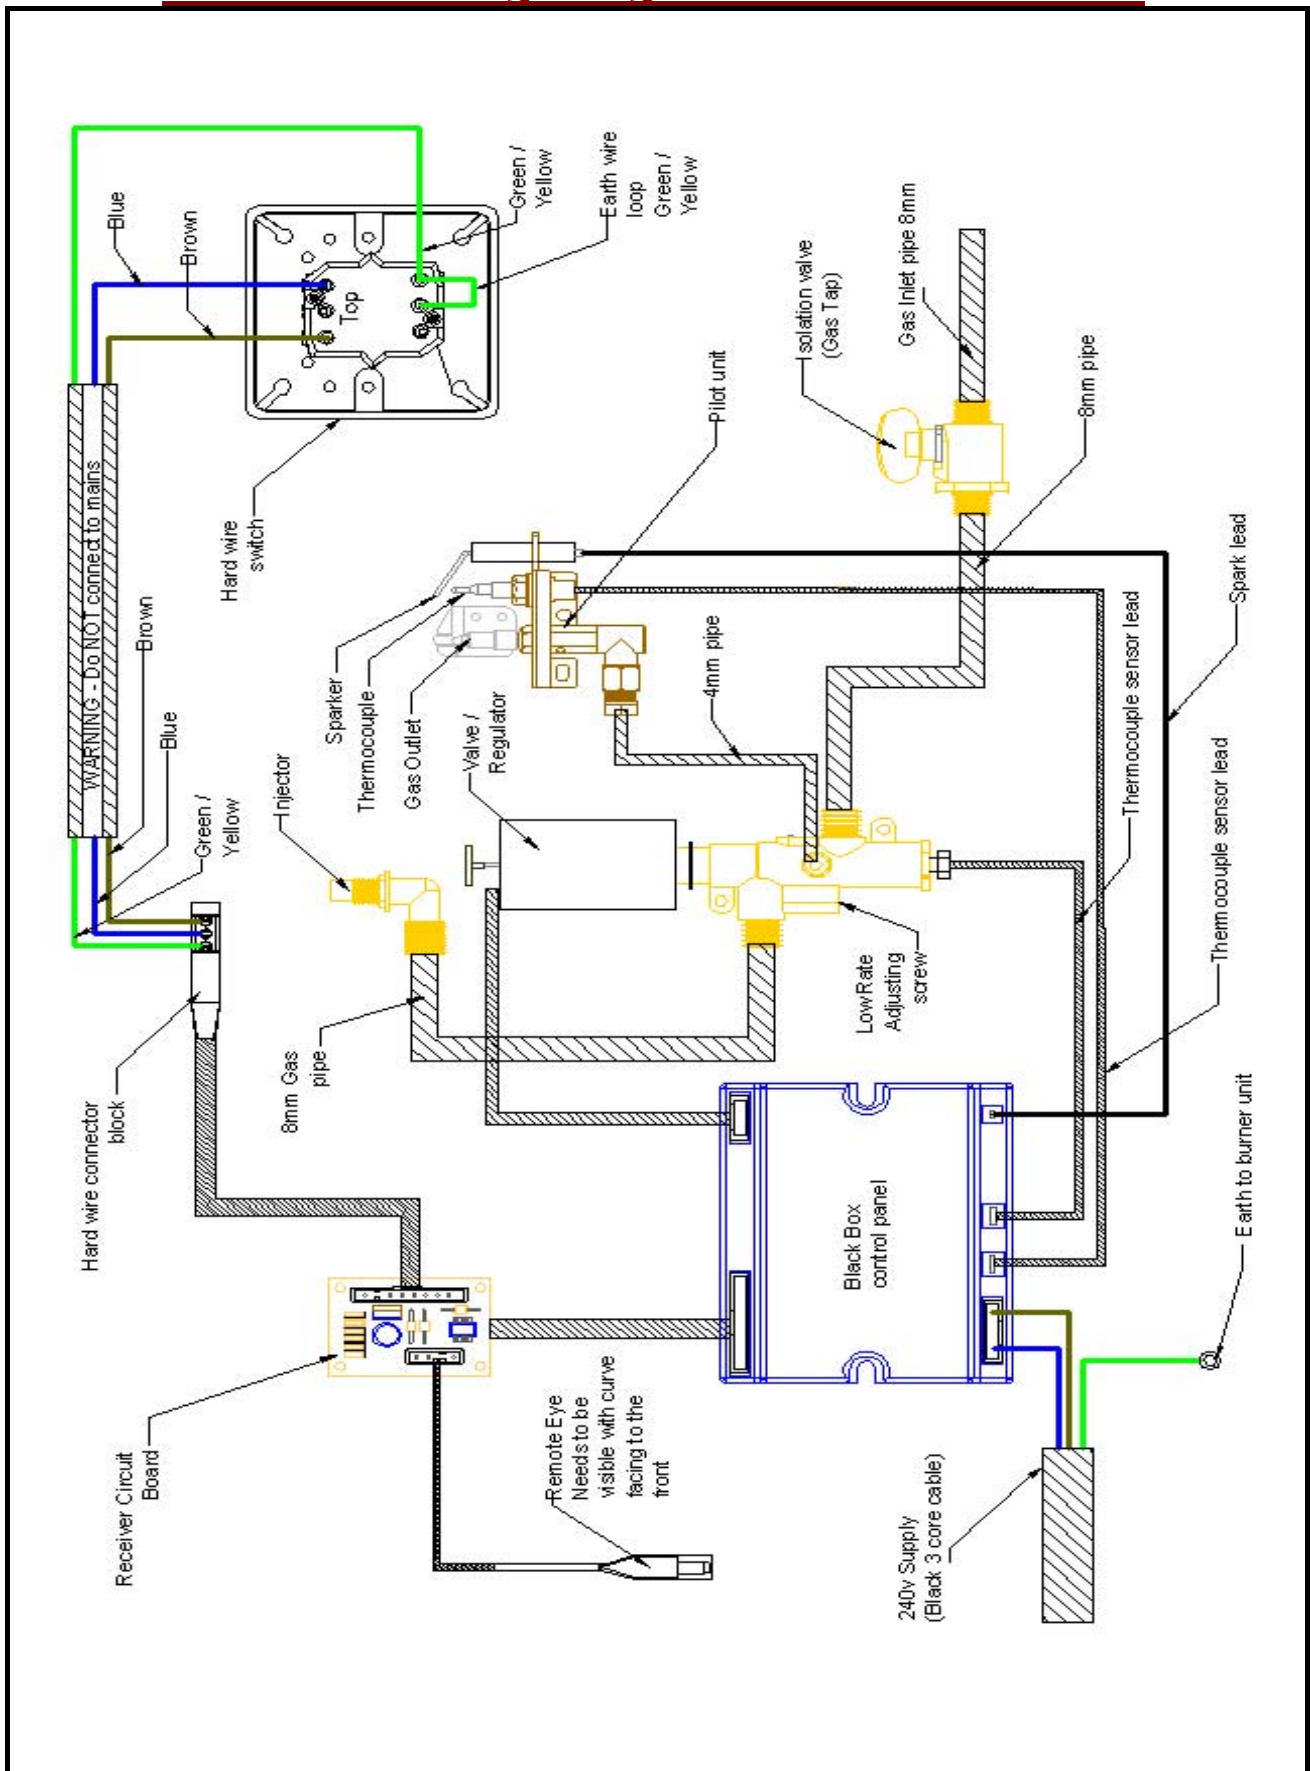 Receiver Circuit
Board
Hard wire connector
block
Green /
Yellow
Blue
Brown
WARNING - Do NOT connect to mains
Blue
Brown
Top
Green /
Yellow
Earth wire
loop
Green /
Yellow
Hard wire
switch
8mm Gas
pipe
Injector
Sparker
Thermocouple
Gas Outlet
Valve /
Regulator
Pilot unit
4mm pipe
Isolation valve
(Gas Tap)
Gas Inlet pipe 8mm
8mm pipe
Remote Eye
Needs to be
visible with curve
facing to the
front
Black Box
control panel
Low Rate
Adjusting
screw
Spark lead
Thermocouple sensor lead
Thermocouple sensor lead
240v Supply
(Black 3 core cable)
Earth to burner unit